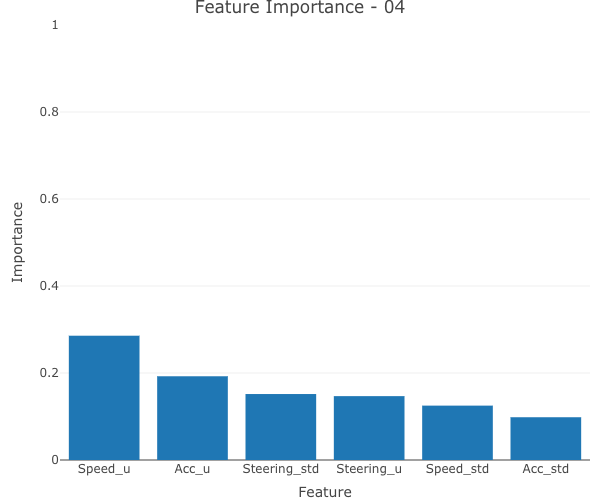 Feature Importance - 04
1
0.8
0.6
0.4
0.2
0
Importance
Speed_u Acc_u Steering_std Steering_u Speed_std Acc_std
Feature